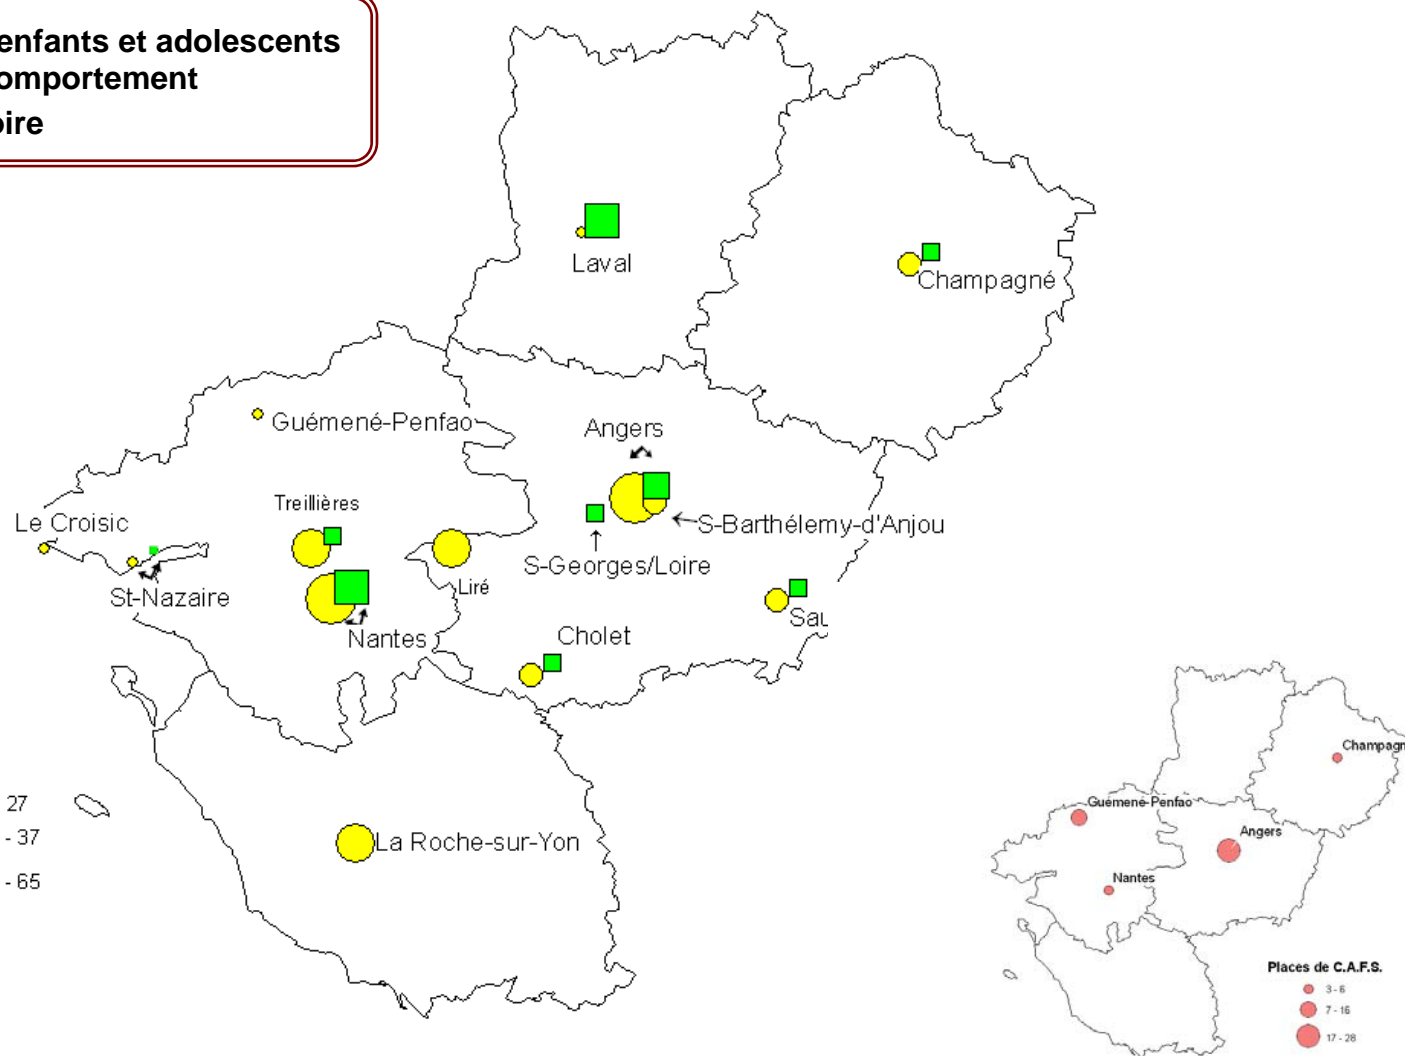 enfants et adolescents
omportement
oire
Laval
Champagné
Guémené-Penfao
Angers
Treillières
Le Croisic
S-Barthélemy-d'Anjou
S-Georges/Loire
Liré
St-Nazaire
Sau
Cholet
Nantes
La Roche-sur-Yon
27
- 37
- 65
Champagn
Guémené-Penfao
Angers
Nantes
Places de C.A.F.S.
3 - 6
7 - 16
17 - 28